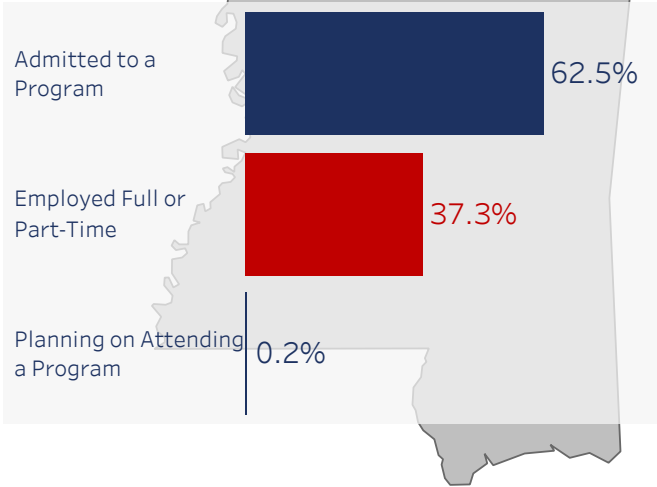 Admitted to a
Program
62.5%
Employed Full or
Part-Time
37.3%
Planning on Attending
a Program
0.2%